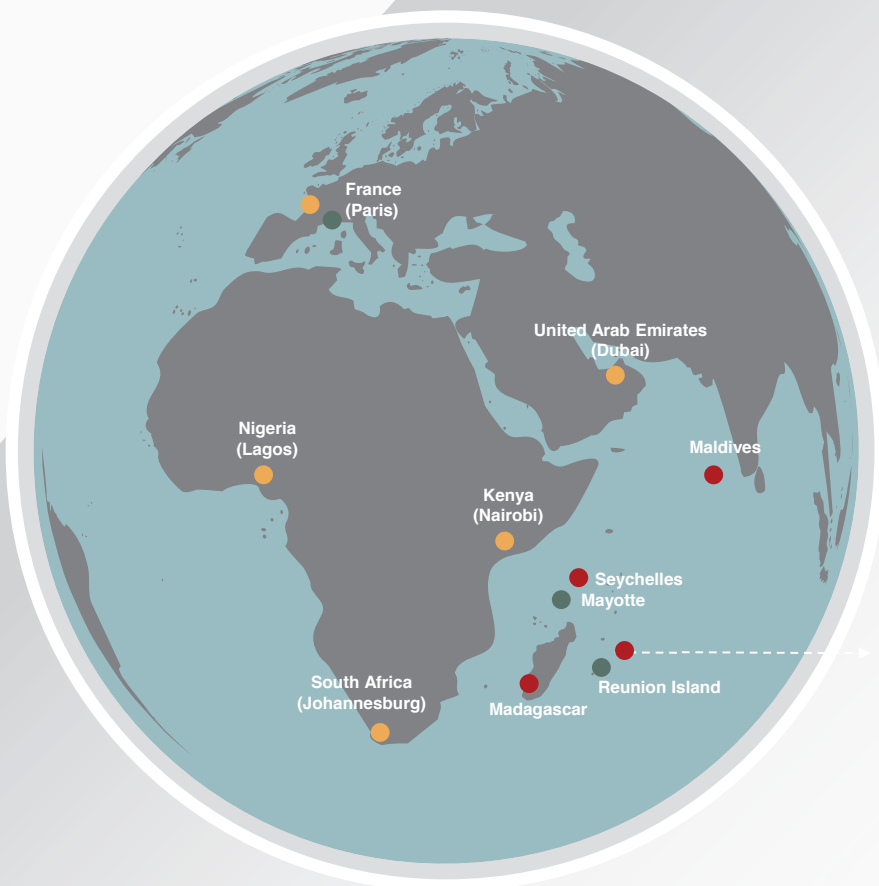 France
(Paris)
United Arab Emirates
(Dubai)
Nigeria
(Lagos)
Maldives
Kenya
(Nairobi)
Seychelles
Mayotte
South Africa
(Johannesburg)
Reunion Island
Madagascar